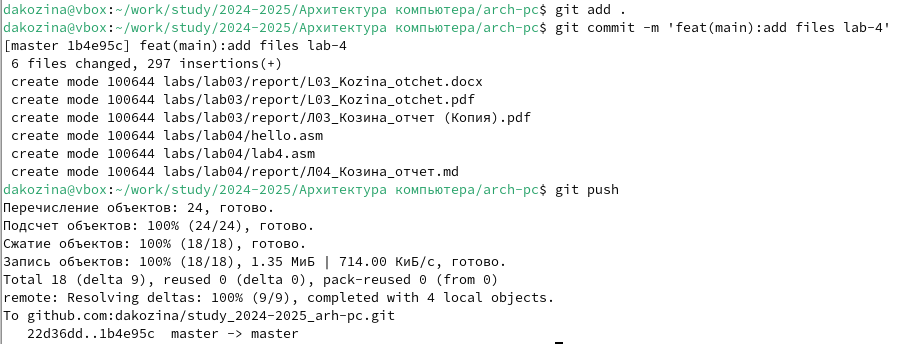 dakozina@vbox:~/work/study/2024-2025/Архитектура компьютера/arch-pc$ git add .
dakozina@vbox:~/work/study/2024-2025/Архитектура компьютера/arch-pc$ git commit -m 'feat(main):add files lab-4'
[master 1b4e95c] feat(main):add files lab-4
 6 files changed, 297 insertions(+)
 create mode 100644 labs/lab03/report/L03_Kozina_otchet.docx
 create mode 100644 labs/lab03/report/L03_Kozina_otchet.pdf
 create mode 100644 labs/lab03/report/Л03_Козина_отчет (Копия).pdf
 create mode 100644 labs/lab04/hello.asm
 create mode 100644 labs/lab04/lab4.asm
 create mode 100644 labs/lab04/report/Л04_Козина_отчет.md
dakozina@vbox:~/work/study/2024-2025/Архитектура компьютера/arch-pc$ git push
Перечисление объектов: 24, готово.
Подсчет объектов: 100% (24/24), готово.
Сжатие объектов: 100% (18/18), готово.
Запись объектов: 100% (18/18), 1.35 МиБ | 714.00 КиБ/с, готово.
Total 18 (delta 9), reused 0 (delta 0), pack-reused 0 (from 0)
remote: Resolving deltas: 100% (9/9), completed with 4 local objects.
To github.com:dakozina/study_2024-2025_arh-pc.git
   22d36dd..1b4e95c  master -> master